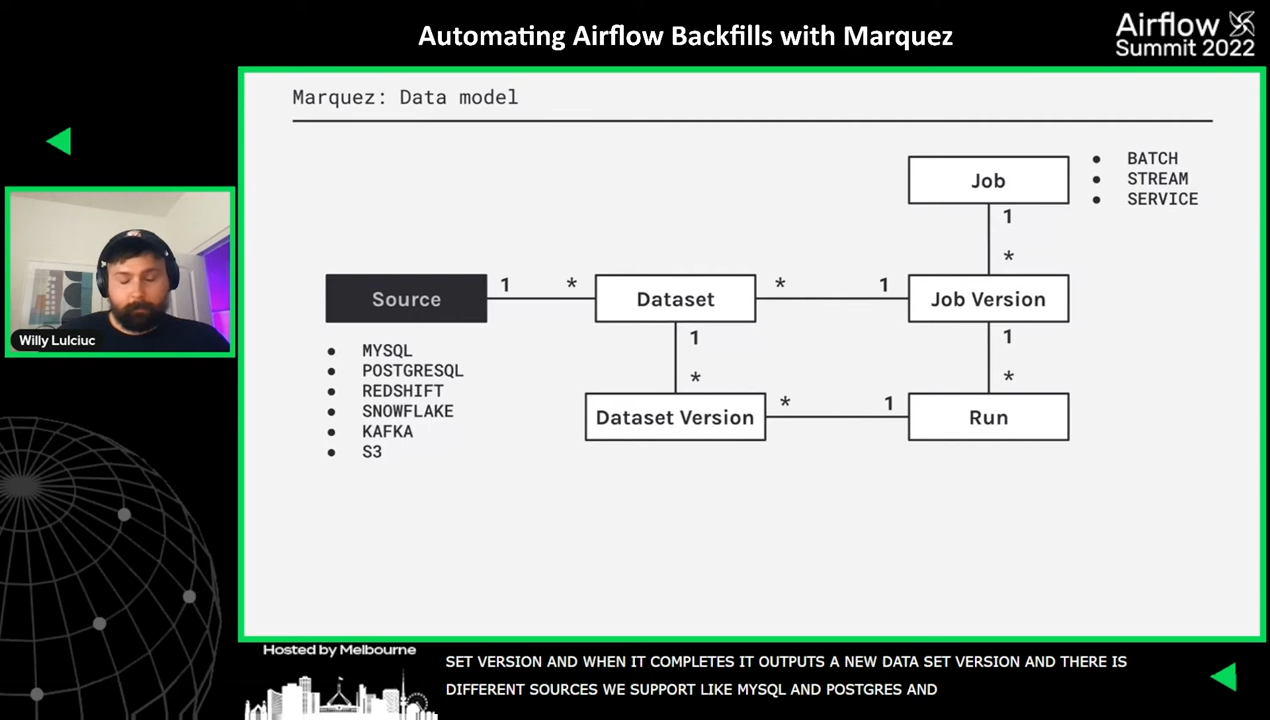 Automating Airflow Backfills with Marquez
Airflow
Summit 2022
Marquez: Data model
Job
● BATCH
● STREAM
● SERVICE
1
*
Source
1
*
Dataset
*
1
Job Version
● MYSQL
● POSTGRESQL
● REDSHIFT
● SNOWFLAKE
● KAFKA
● S3
1
*
1
*
Dataset Version
*
1
Run
Willy Lulciuc
Hosted by Melbourne
SET VERSION AND WHEN IT COMPLETES IT OUTPUTS A NEW DATA SET VERSION AND THERE IS
DIFFERENT SOURCES WE SUPPORT LIKE MYSQL AND POSTGRES AND